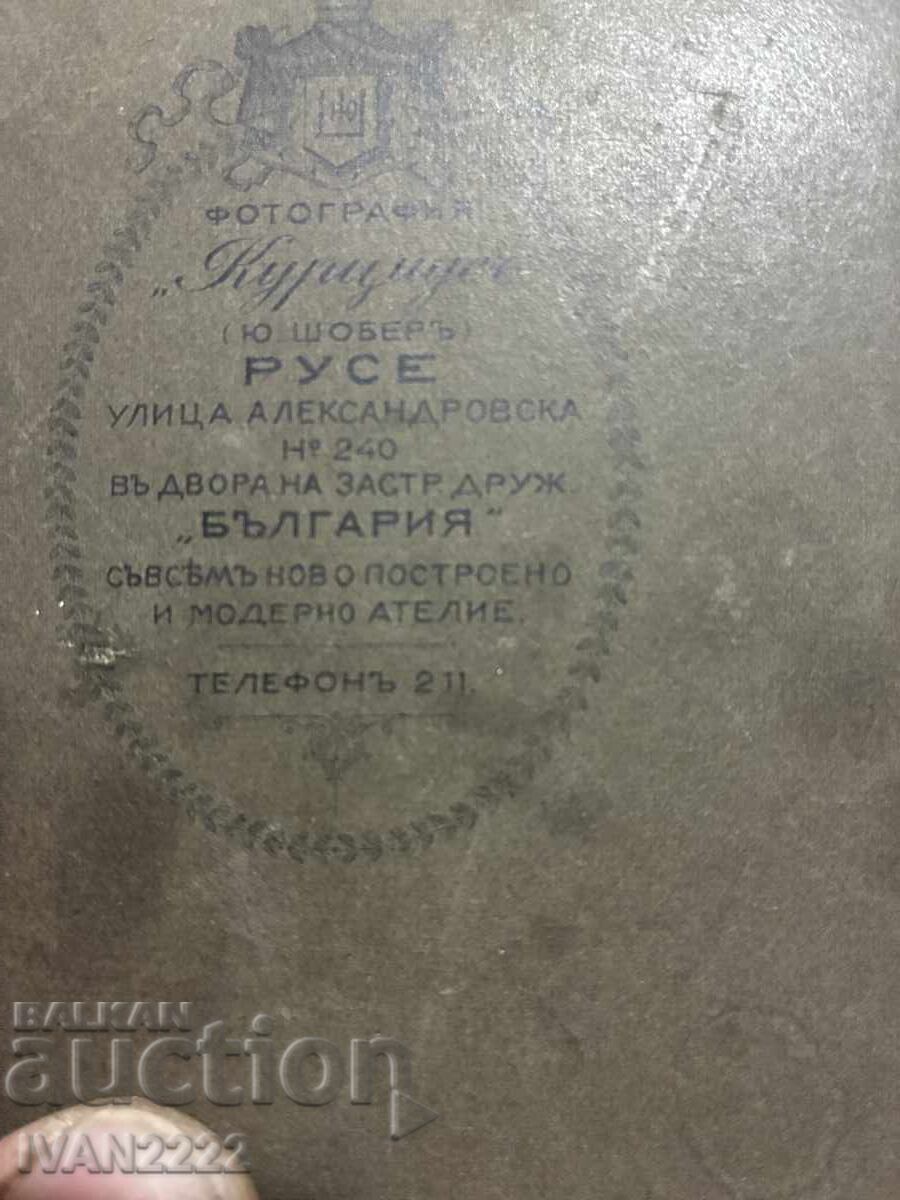 ФОТОГРАФИЯ
(Ю. ШОБЕРЪ)
РУСЕ
УЛИЦА АЛЕКСАНДРОВСКА
№ 240
ВЪ ДВОРА НА ЗАСТР. ДРУЖ.
„БЪЛГАРИЯ"
СЪВСѢМЪ НОВО ПОСТРОЕНО
И МОДЕРНО АТЕЛИЕ.
ТЕЛЕФОНЪ 211.
BALKAN
auction
IVAN2222